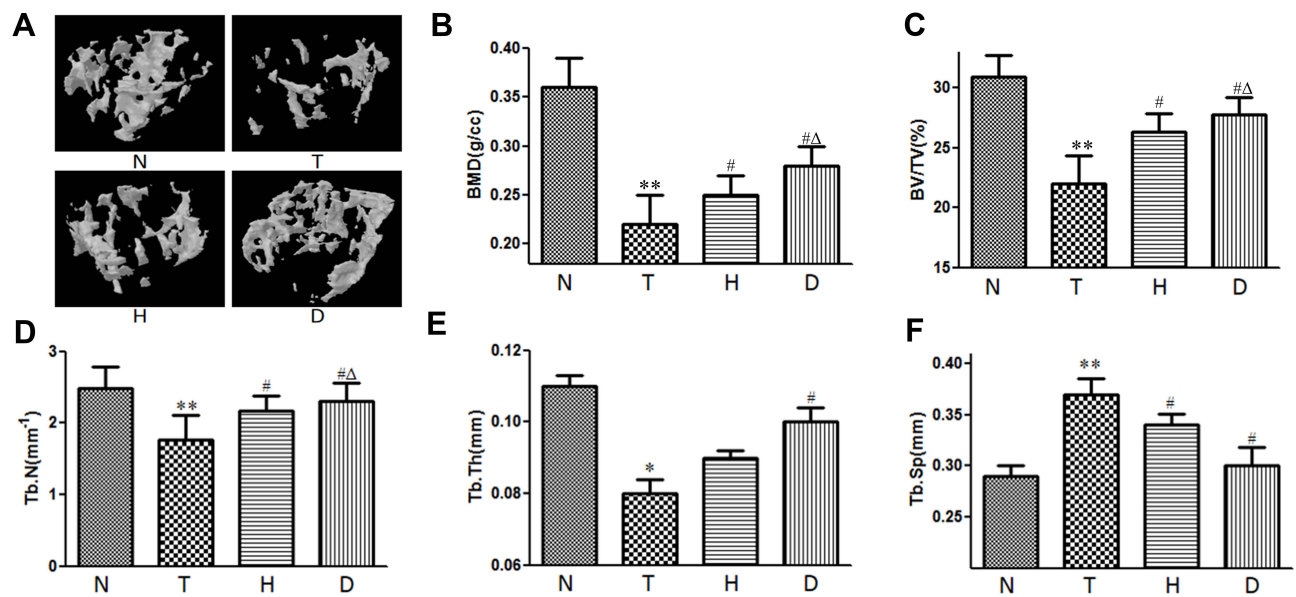 A
N
T
H
D
B
BMD(g/cc)
0.40
0.35
0.30
0.25
0.20
**
#
#Δ
N T H D
C
BV/TV(%)
30
25
20
15
**
#
#Δ
N T H D
D
Tb.N(mm-1)
3
2
1
0
**
#
#Δ
N T H D
E
Tb.Th(mm)
0.12
0.10
0.08
0.06
*
#
N T H D
F
Tb.Sp(mm)
0.40
0.35
0.30
0.25
**
#
#
N T H D